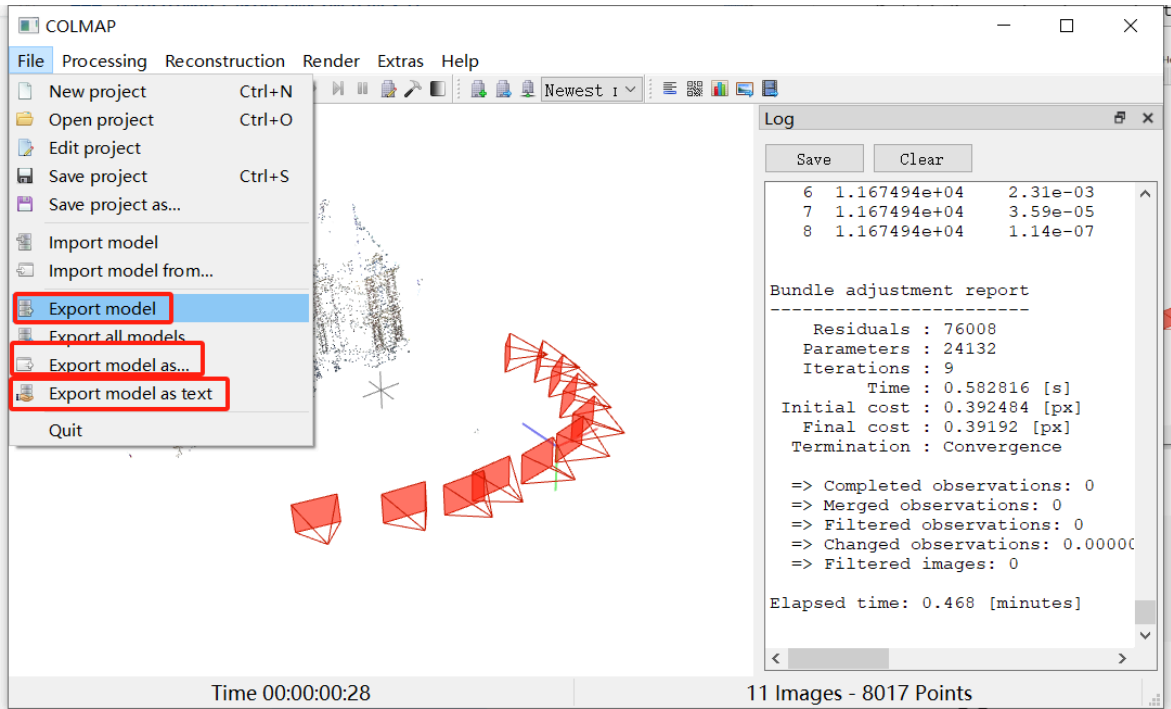 COLMAP
File Processing Reconstruction Render Extras Help
Newest
New project Ctrl+N
Open project Ctrl+O
Edit project
Save project Ctrl+S
Save project as...
Import model
Import model from...
Export model
Export all models
Export model as...
Export model as text
Quit
Log
Save Clear
6 1.167494e+04 2.31e-03
7 1.167494e+04 3.59e-05
8 1.167494e+04 1.14e-07
Bundle adjustment report
------------------------
Residuals : 76008
Parameters : 24132
Iterations : 9
Time : 0.582816 [s]
Initial cost : 0.392484 [px]
Final cost : 0.39192 [px]
Termination : Convergence
=> Completed observations: 0
=> Merged observations: 0
=> Filtered observations: 0
=> Changed observations: 0.00000
=> Filtered images: 0
Elapsed time: 0.468 [minutes]
Time 00:00:00:28
11 Images - 8017 Points